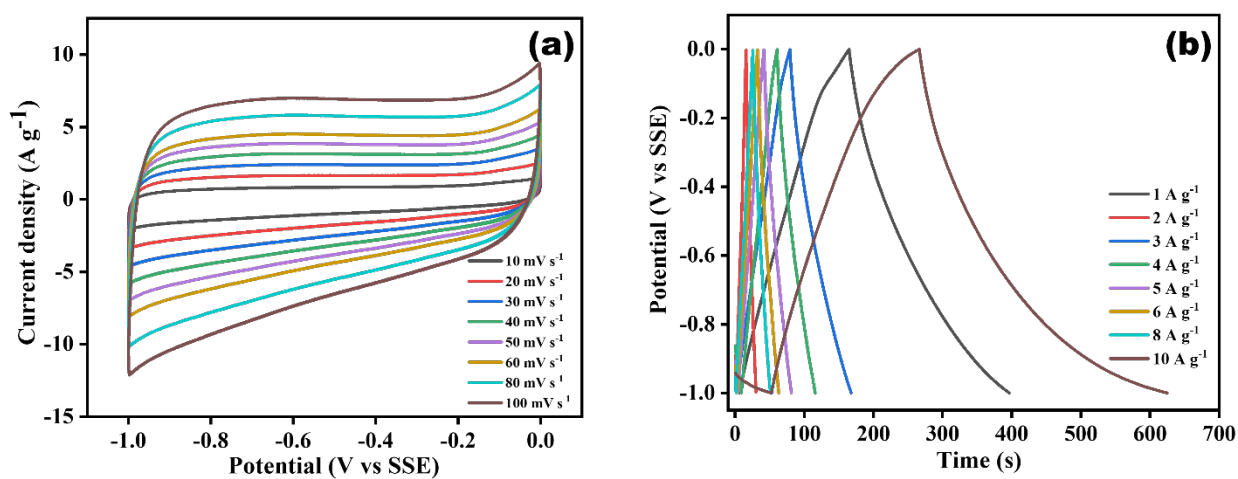 (a)
10
5
0
-5
-10
-15
-1.0 -0.8 -0.6 -0.4 -0.2 0.0
Current density (A g⁻¹)
Potential (V vs SSE)
10 mV s⁻¹
20 mV s⁻¹
30 mV s⁻¹
40 mV s⁻¹
50 mV s⁻¹
60 mV s⁻¹
80 mV s¹
100 mV s¹
(b)
0.0
-0.2
-0.4
-0.6
-0.8
-1.0
0 100 200 300 400 500 600 700
Potential (V vs SSE)
Time (s)
1 A g⁻¹
2 A g⁻¹
3 A g⁻¹
4 A g⁻¹
5 A g⁻¹
6 A g⁻¹
8 A g⁻¹
10 A g⁻¹